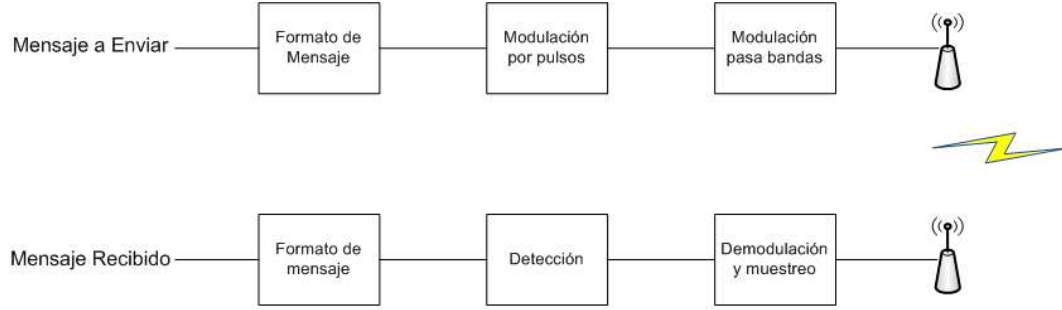 Mensaje a Enviar
Formato de
Mensaje
Modulación
por pulsos
Modulación
pasa bandas
Mensaje Recibido
Formato de
mensaje
Detección
Demodulación
y muestreo